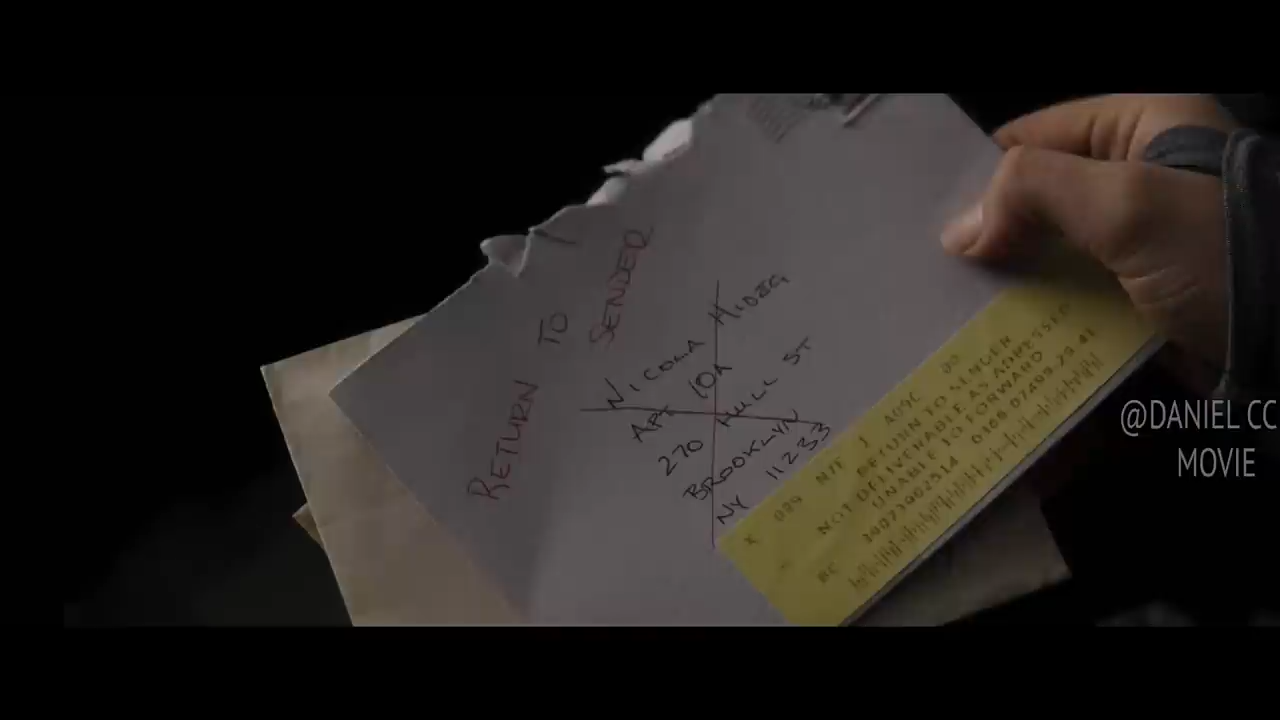 RETURN TO SENDER
NICOLA
APT 10A
270 HULL ST
BROOKLYN
NY 11233
RETURN TO SENDER
NOT DELIVERABLE AS ADDRESSED
UNABLE TO FORWARD
@DANIEL CC
MOVIE